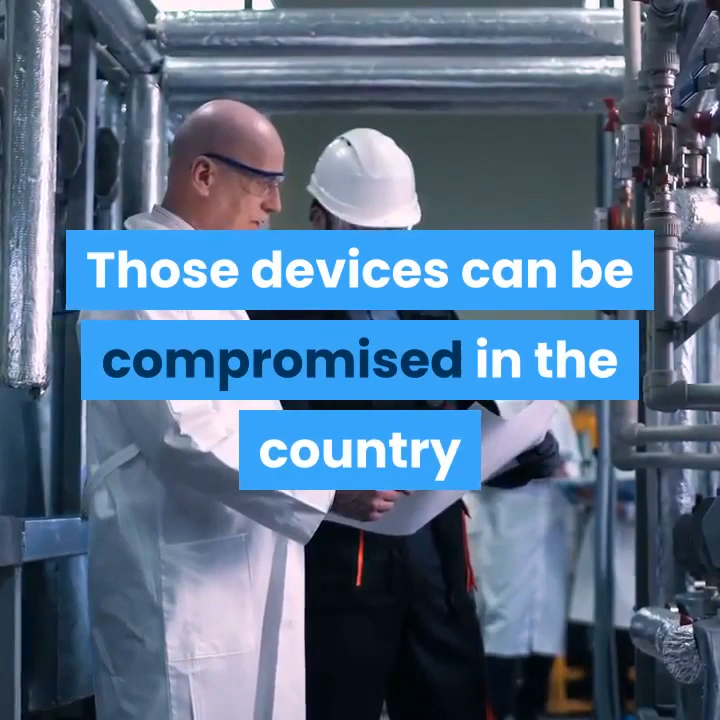 Those devices can be
compromised in the
country